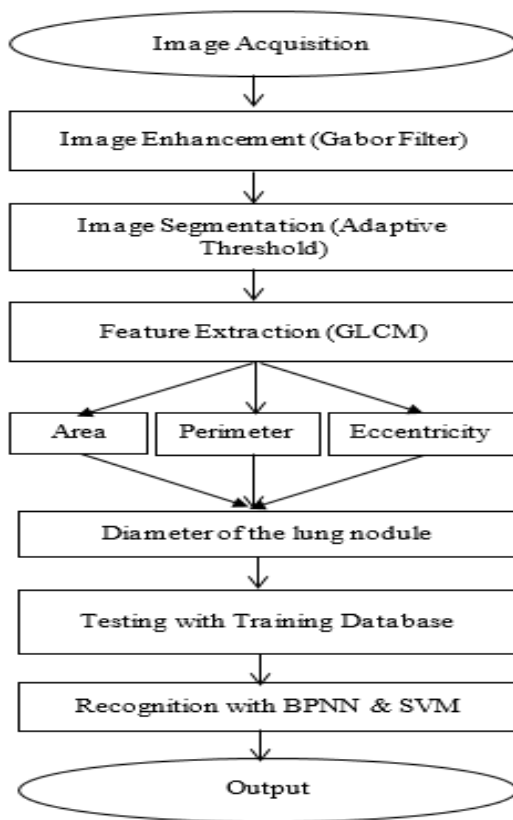 Image Acquisition
Image Enhancement (Gabor Filter)
Image Segmentation (Adaptive
Threshold)
Feature Extraction (GLCM)
Area
Perimeter
Eccentricity
Diameter of the lung nodule
Testing with Training Database
Recognition with BPNN & SVM
Output